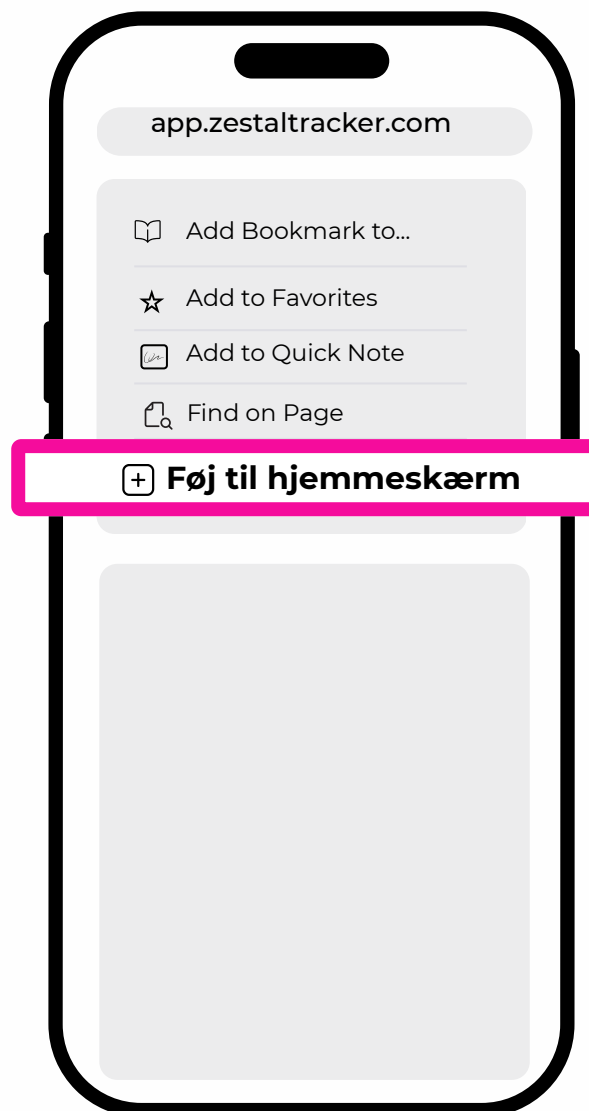 app.zestaltracker.com
Add Bookmark to...
Add to Favorites
Add to Quick Note
Find on Page
Føj til hjemmeskærm